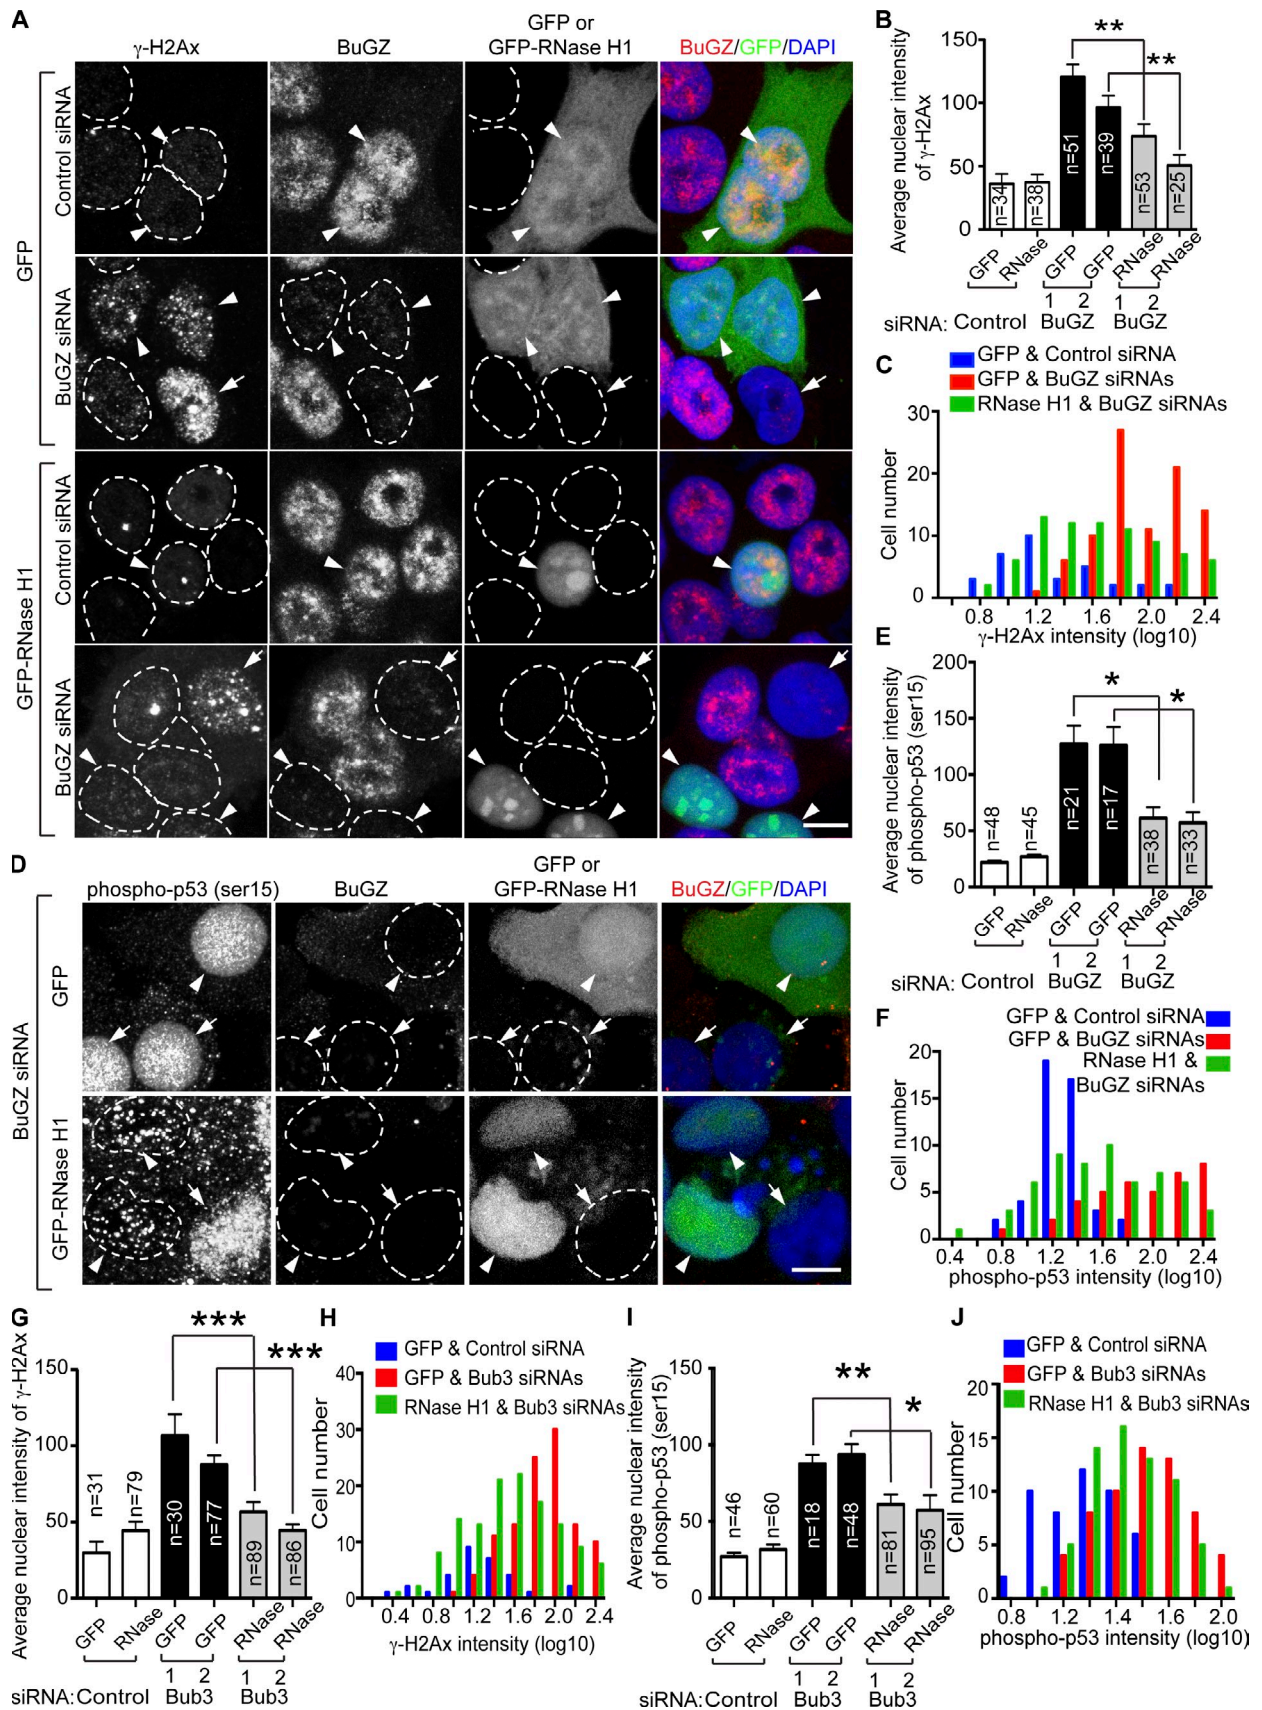 A
γ-H2Ax
BuGZ
GFP or
GFP-RNase H1
BuGZ/GFP/DAPI
GFP
Control siRNA
BuGZ siRNA
GFP-RNase H1
Control siRNA
BuGZ siRNA
B
Average nuclear intensity
of γ-H2Ax
150
100
50
0
**
**
n=34
n=38
n=51
n=39
n=53
n=25
GFP
RNase
GFP
GFP
RNase
RNase
1 2 1 2
siRNA: Control BuGZ BuGZ
C
GFP & Control siRNA
GFP & BuGZ siRNAs
RNase H1 & BuGZ siRNAs
Cell number
30
20
10
0
0.8 1.2 1.6 2.0 2.4
γ-H2Ax intensity (log10)
D
phospho-p53 (ser15)
BuGZ
GFP or
GFP-RNase H1
BuGZ/GFP/DAPI
BuGZ siRNA
GFP
GFP-RNase H1
E
Average nuclear intensity
of phospho-p53 (ser15)
200
150
100
50
0
*
*
n=48
n=45
n=21
n=17
n=38
n=33
GFP
RNase
GFP
GFP
RNase
RNase
1 2 1 2
siRNA: Control BuGZ BuGZ
F
GFP & Control siRNA
GFP & BuGZ siRNAs
RNase H1 &
BuGZ siRNAs
Cell number
20
15
10
5
0
0.4 0.8 1.2 1.6 2.0 2.4
phospho-p53 intensity (log10)
G
Average nuclear intensity of γ-H2Ax
150
100
50
0
***
***
n=31
n=79
n=30
n=77
n=89
n=86
GFP
RNase
GFP
GFP
RNase
RNase
1 2 1 2
siRNA: Control Bub3 Bub3
H
GFP & Control siRNA
GFP & Bub3 siRNAs
RNase H1 & Bub3 siRNAs
Cell number
40
30
20
10
0
0.4 0.8 1.2 1.6 2.0 2.4
γ-H2Ax intensity (log10)
I
Average nuclear intensity
of phospho-p53 (ser15)
150
100
50
0
**
*
n=46
n=60
n=18
n=48
n=81
n=95
GFP
RNase
GFP
GFP
RNase
RNase
1 2 1 2
siRNA: Control Bub3 Bub3
J
GFP & Control siRNA
GFP & Bub3 siRNAs
RNase H1 & Bub3 siRNAs
Cell number
20
15
10
5
0
0.8 1.2 1.4 1.6 2.0
phospho-p53 intensity (log10)